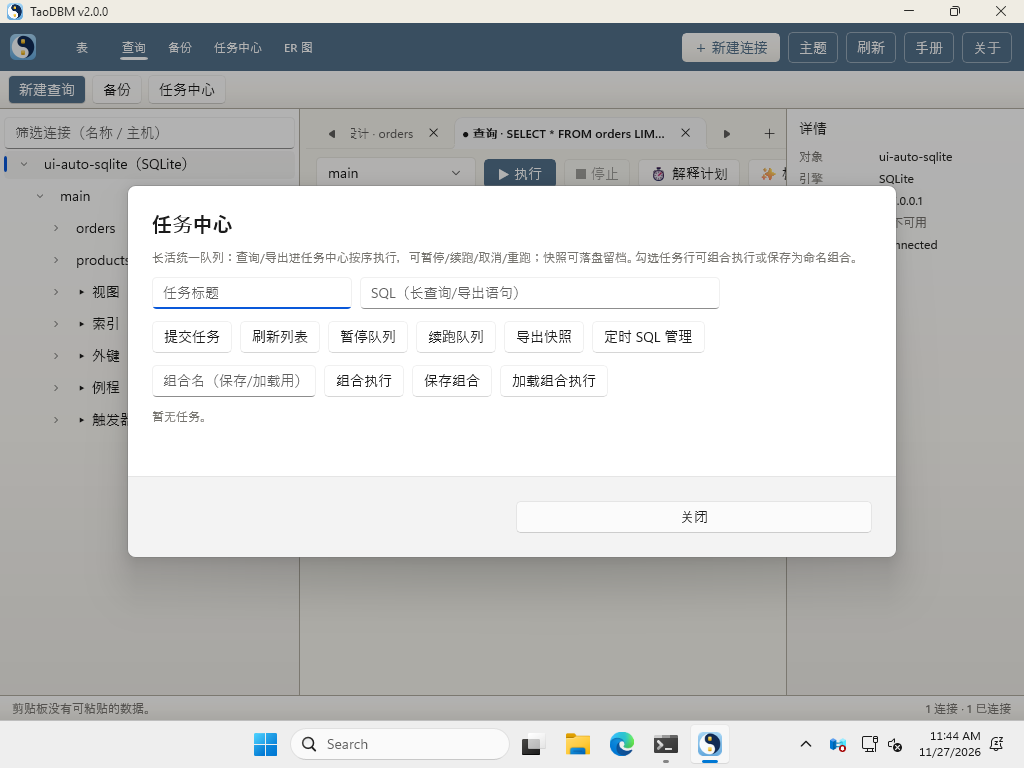 TaoDBM v2.0.0
表 查询 备份 任务中心 ER 图 + 新建连接 主题 刷新 手册 关于
新建查询 备份 任务中心
筛选连接（名称 / 主机）
ui-auto-sqlite（SQLite）
main
orders
products
视图
索引
外键
例程
触发器
设计 · orders
● 查询 · SELECT * FROM orders LIM...
main 执行 停止 解释计划
详情
对象 ui-auto-sqlite
引擎 SQLite
.0.0.1
不可用
nnected
任务中心
长活统一队列：查询/导出进任务中心按序执行，可暂停/续跑/取消/重跑；快照可落盘留档。勾选任务行可组合执行或保存为命名组合。
任务标题 SQL（长查询/导出语句）
提交任务 刷新列表 暂停队列 续跑队列 导出快照 定时 SQL 管理
组合名（保存/加载用） 组合执行 保存组合 加载组合执行
暂无任务。
关闭
剪贴板没有可粘贴的数据。 1 连接 · 1 已连接
Search
11:44 AM
11/27/2026